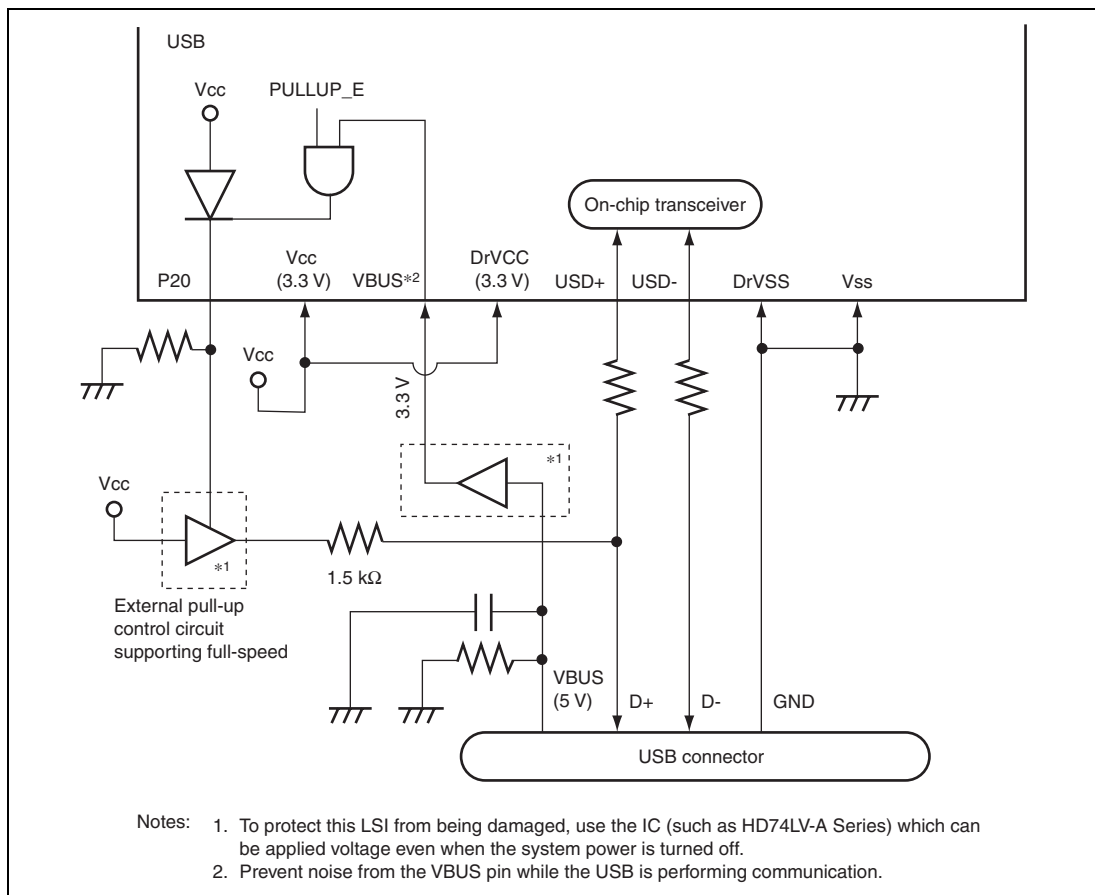 USB
Vcc
PULLUP_E
On-chip transceiver
P20
Vcc
(3.3 V)
VBUS*2
DrVCC
(3.3 V)
USD+
USD-
DrVSS
Vss
Vcc
3.3 V
*1
Vcc
*1
1.5 kΩ
External pull-up
control circuit
supporting full-speed
VBUS
(5 V)
D+
D-
GND
USB connector
Notes: 1. To protect this LSI from being damaged, use the IC (such as HD74LV-A Series) which can
be applied voltage even when the system power is turned off.
2. Prevent noise from the VBUS pin while the USB is performing communication.